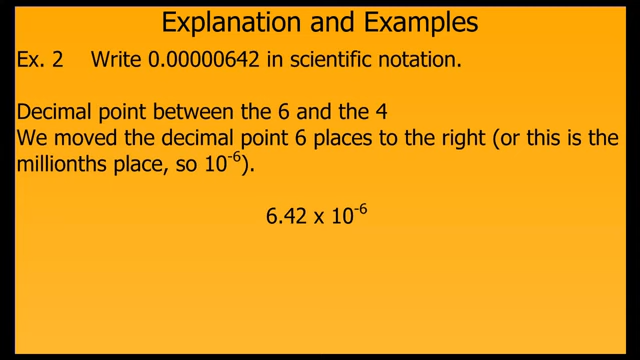 Explanation and Examples
Ex. 2 Write 0.00000642 in scientific notation.
Decimal point between the 6 and the 4
We moved the decimal point 6 places to the right (or this is the
millionths place, so 10⁻⁶).
6.42 x 10⁻⁶